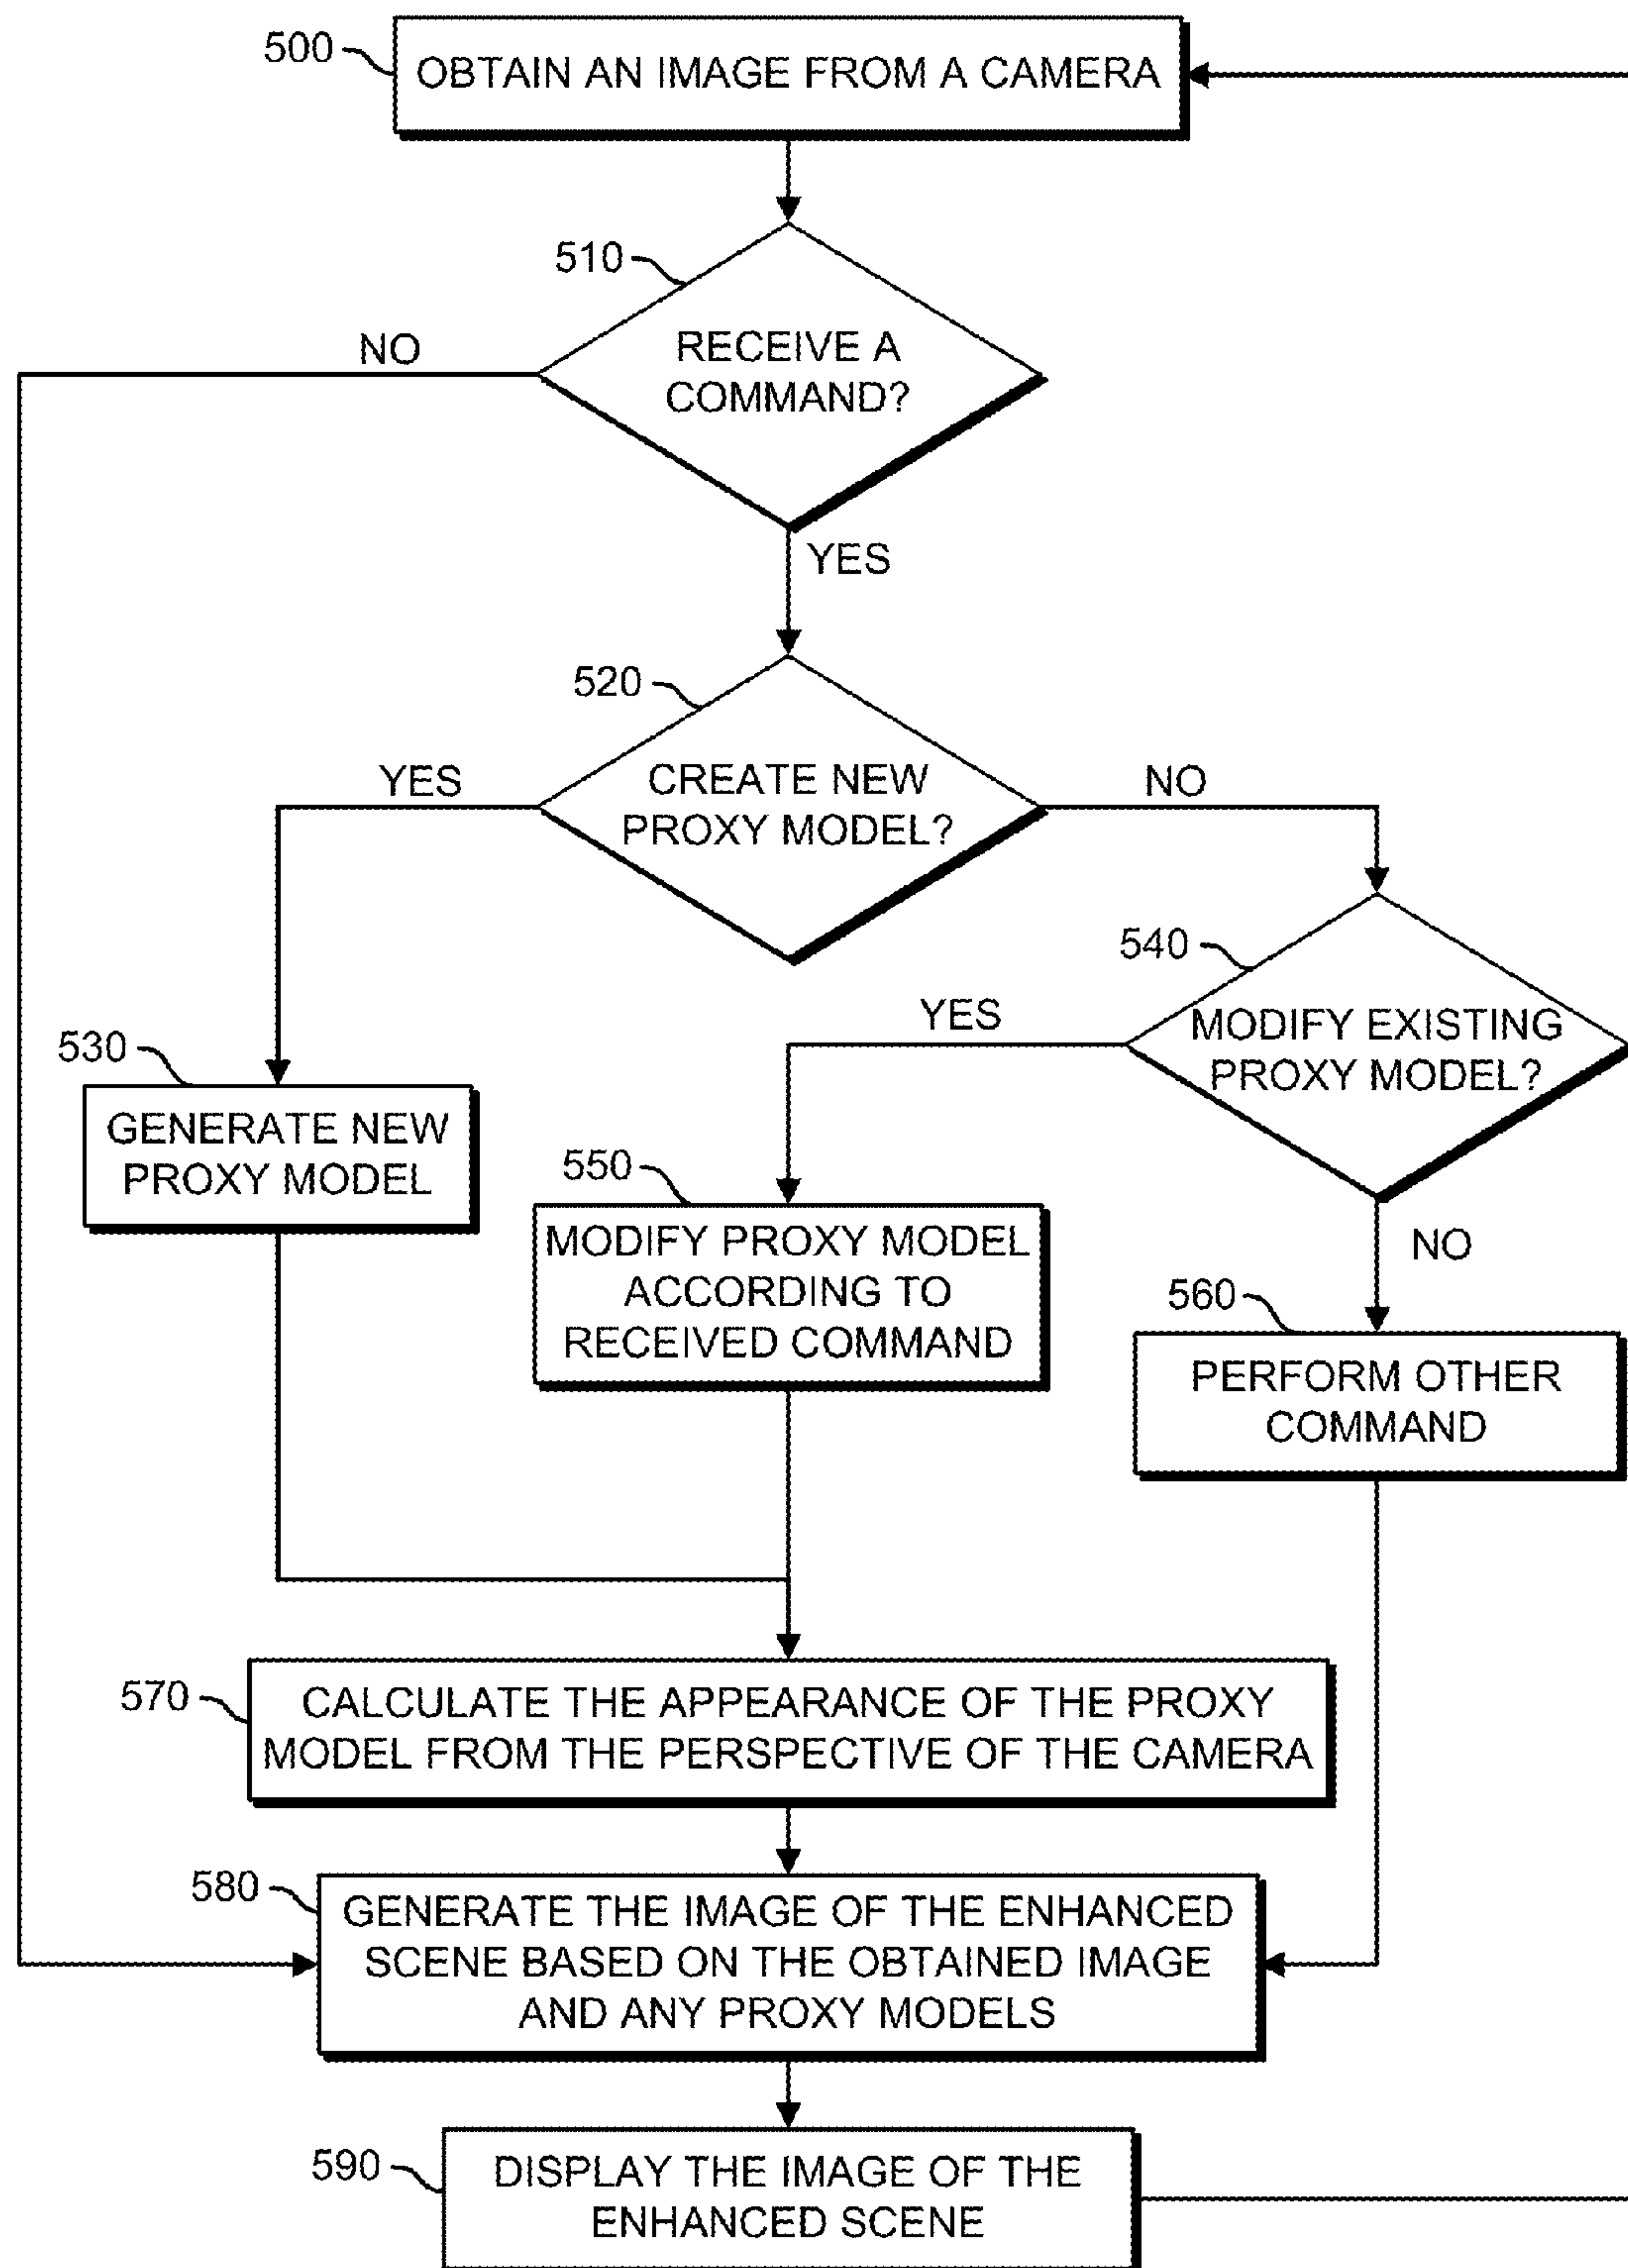 500
OBTAIN AN IMAGE FROM A CAMERA
510
RECEIVE A
COMMAND?
NO
YES
520
CREATE NEW
PROXY MODEL?
YES
NO
540
MODIFY EXISTING
PROXY MODEL?
YES
NO
530
GENERATE NEW
PROXY MODEL
550
MODIFY PROXY MODEL
ACCORDING TO
RECEIVED COMMAND
560
PERFORM OTHER
COMMAND
570
CALCULATE THE APPEARANCE OF THE PROXY
MODEL FROM THE PERSPECTIVE OF THE CAMERA
580
GENERATE THE IMAGE OF THE ENHANCED
SCENE BASED ON THE OBTAINED IMAGE
AND ANY PROXY MODELS
590
DISPLAY THE IMAGE OF THE
ENHANCED SCENE